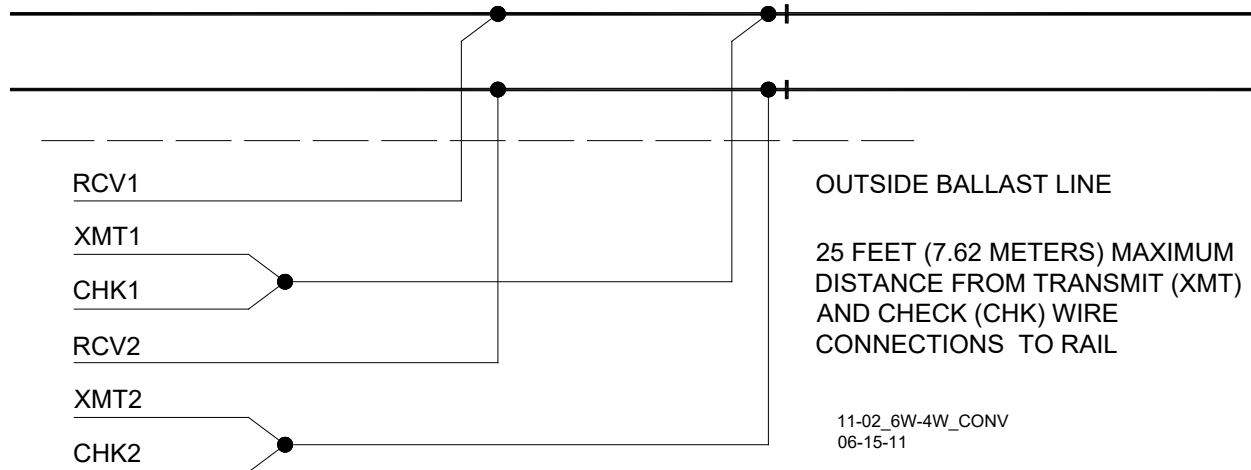 RCV1
XMT1
CHK1
RCV2
XMT2
CHK2
OUTSIDE BALLAST LINE
25 FEET (7.62 METERS) MAXIMUM
DISTANCE FROM TRANSMIT (XMT)
AND CHECK (CHK) WIRE
CONNECTIONS TO RAIL
11-02_6W-4W_CONV
06-15-11